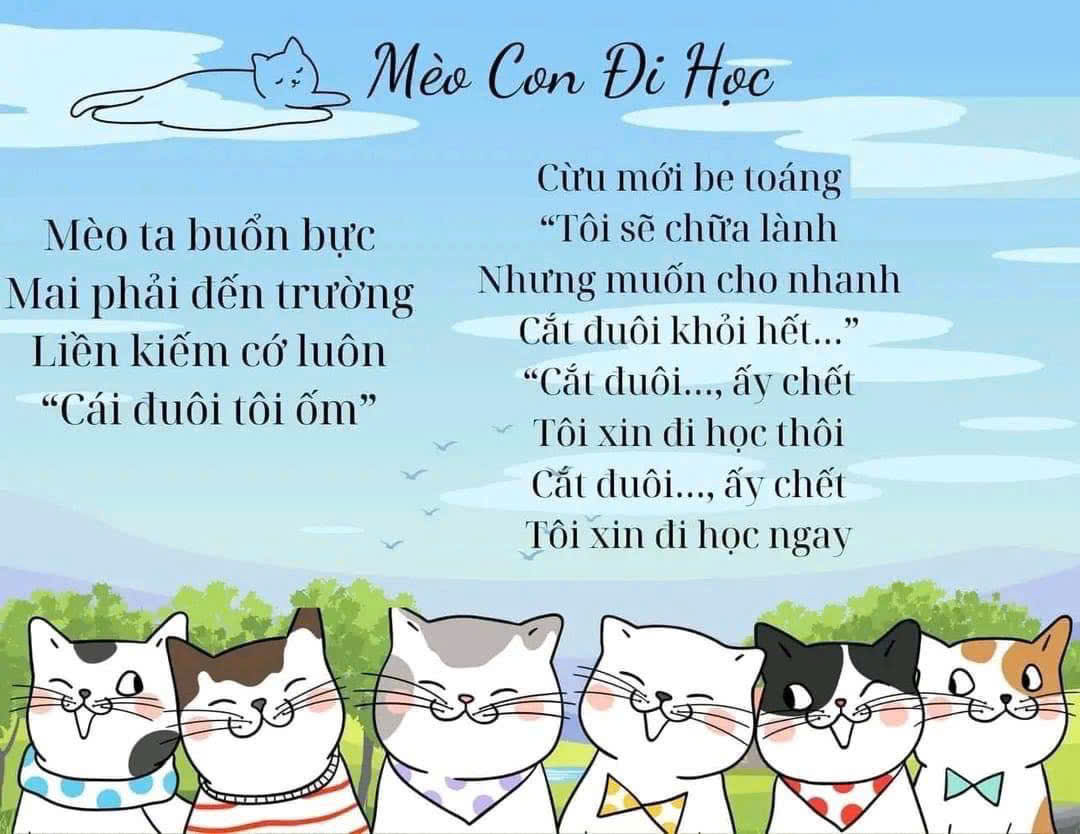 Mèo Con Đi Học
Mèo ta buổn bực
Mai phải đến trường
Liền kiếm cớ luôn
“Cái đuôi tôi ốm”
Cừu mới be toáng
“Tôi sẽ chữa lành
Nhưng muốn cho nhanh
Cắt đuôi khỏi hết...”
“Cắt đuôi..., ấy chết
Tôi xin đi học thôi
Cắt đuôi..., ấy chết
Tôi xin đi học ngay